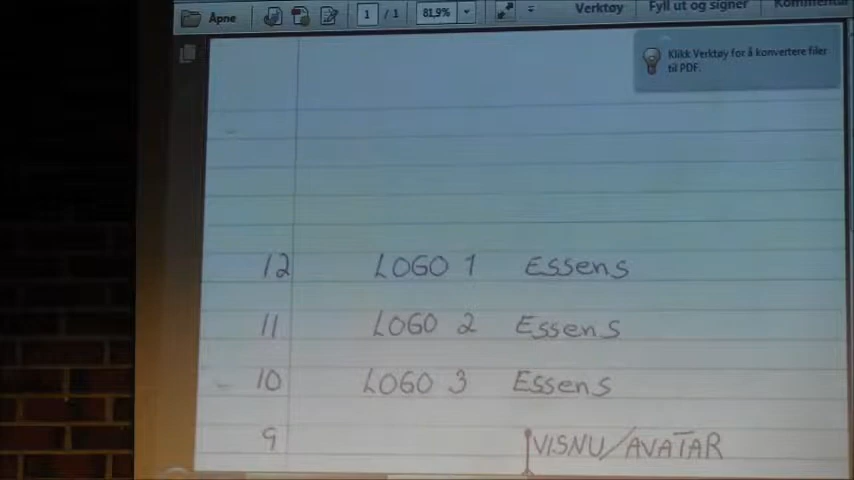 Åpne 1 / 1 81,9% Verktøy Fyll ut og signer Kommentar
Klikk Verktøy for å konvertere filer
til PDF.
12 LOGO 1 Essens
11 LOGO 2 Essens
10 LOGO 3 Essens
9 VISNU/AVATAR